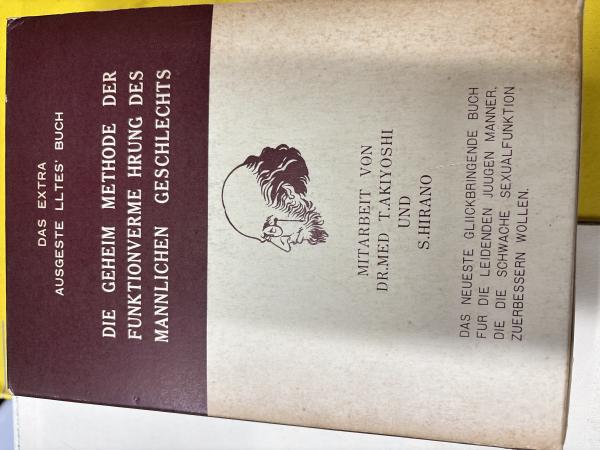 DAS EXTRA
AUSGESTE LLTES' BUCH
DIE GEHEIM METHODE DER
FUNKTIONVERME HRUNG DES
MANNLICHEN GESCHLECHTS
MITARBEIT VON
DR.MED T.AKIYOSHI
UND
S.HIRANO
DAS NEUESTE GLIICKBRINGENDE BUCH
FUR DIE LEIDENDEN JUUGEN MANNER,
DIE DIE SCHWACHE SEXUALFUNKTION
ZUERBESSERN WOLLEN.